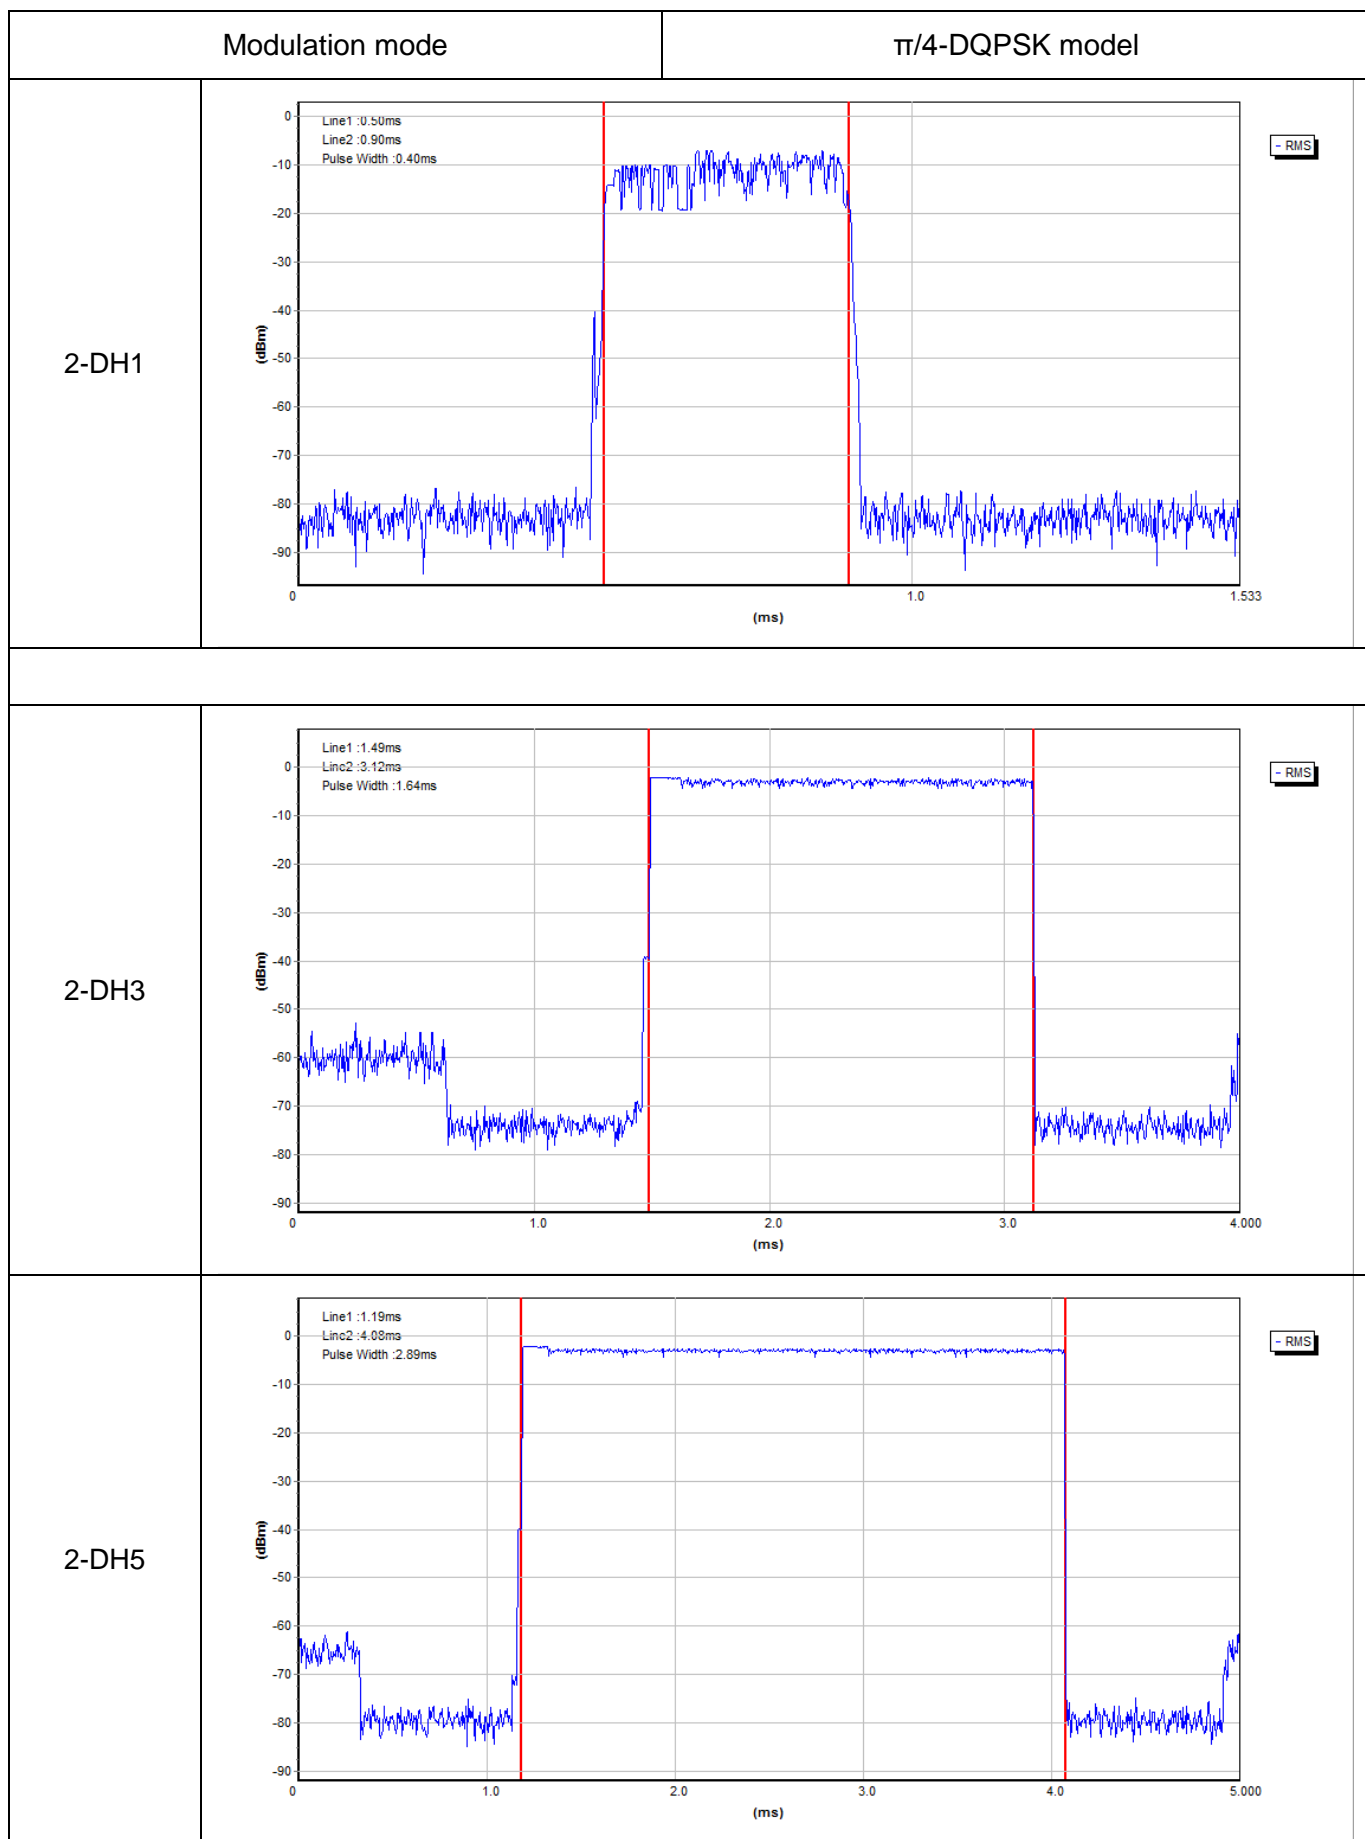 Modulation mode π/4-DQPSK model
2-DH1
Line1 :0.50ms
Line2 :0.90ms
Pulse Width :0.40ms
- RMS
0
-10
-20
-30
-40
-50
-60
-70
-80
-90
(dBm)
0 1.0 1.533
(ms)
2-DH3
Line1 :1.49ms
Line2 :3.12ms
Pulse Width :1.64ms
- RMS
0
-10
-20
-30
-40
-50
-60
-70
-80
-90
(dBm)
0 1.0 2.0 3.0 4.000
(ms)
2-DH5
Line1 :1.19ms
Line2 :4.08ms
Pulse Width :2.89ms
- RMS
0
-10
-20
-30
-40
-50
-60
-70
-80
-90
(dBm)
0 1.0 2.0 3.0 4.0 5.000
(ms)